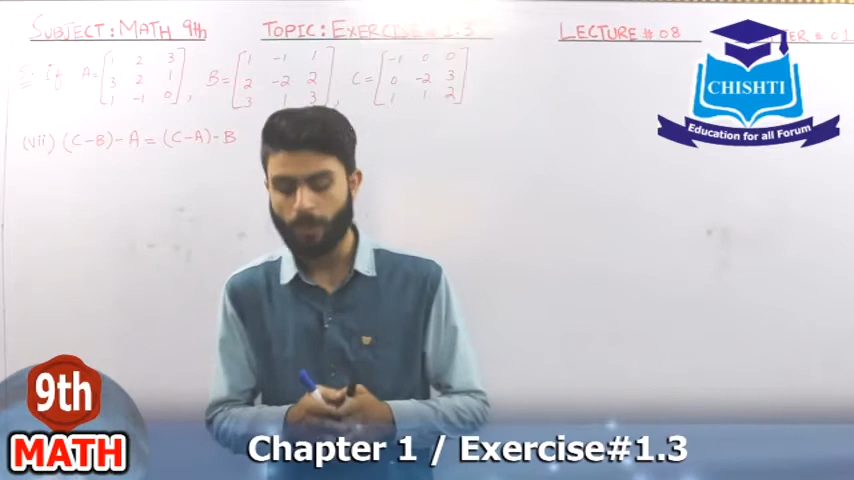 SUBJECT: MATH 9th TOPIC: EXERCISE # 1.3 LECTURE # 08 # 01
If A = [1 2 3; 3 2 1; 1 -1 0], B = [1 -1 1; 2 -2 2; 3 1 3], C = [-1 0 0; 0 -2 3; 1 1 2]
(vii) (C-B)-A = (C-A)-B
CHISHTI
Education for all Forum
9th
MATH
Chapter 1 / Exercise#1.3